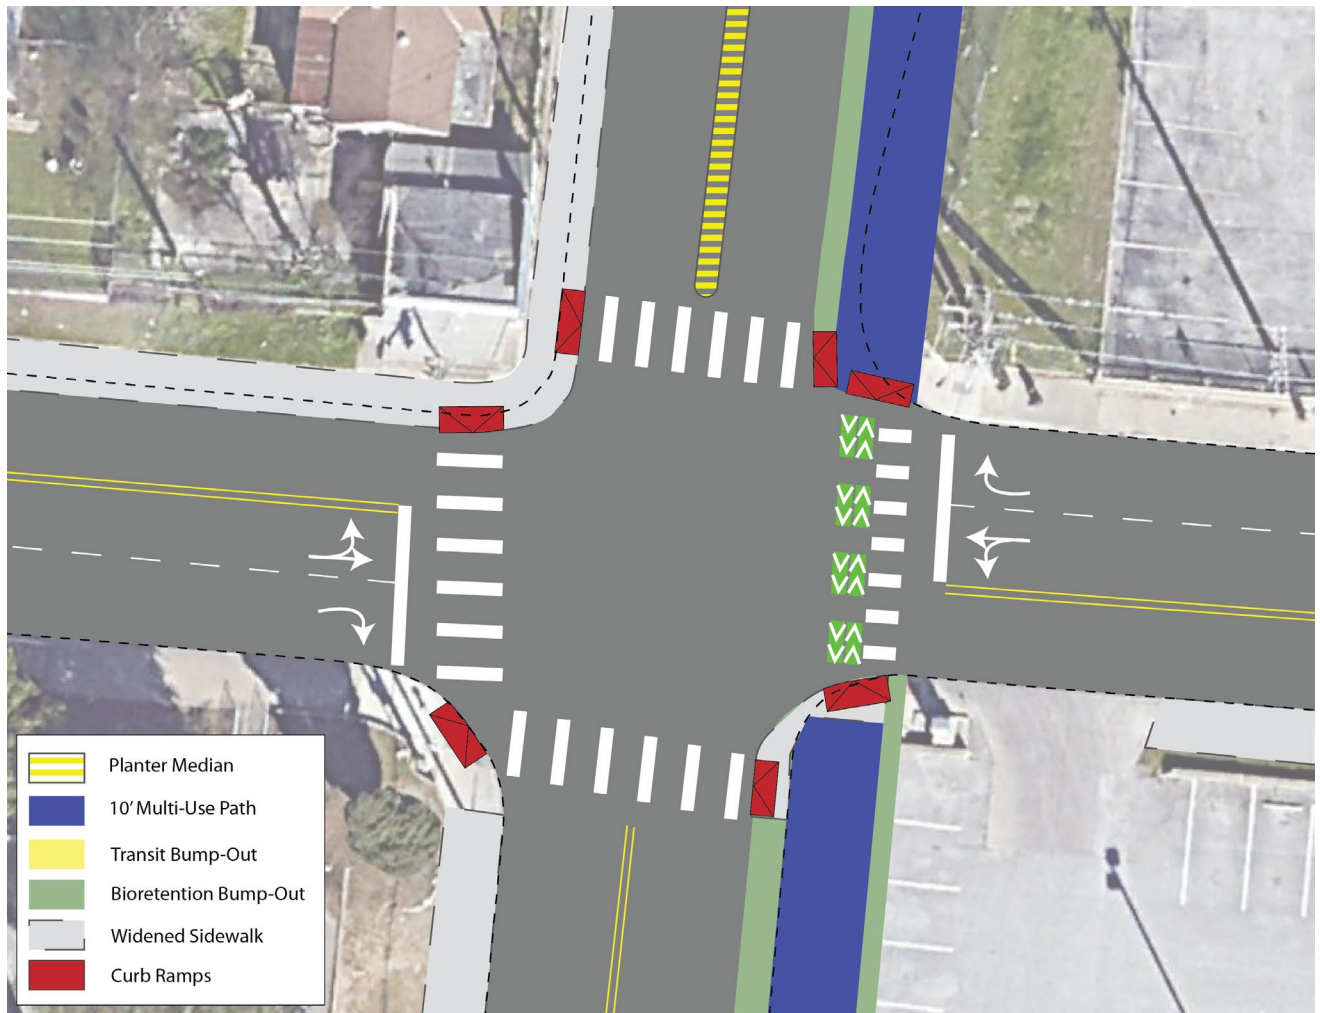 Planter Median
10' Multi-Use Path
Transit Bump-Out
Bioretention Bump-Out
Widened Sidewalk
Curb Ramps